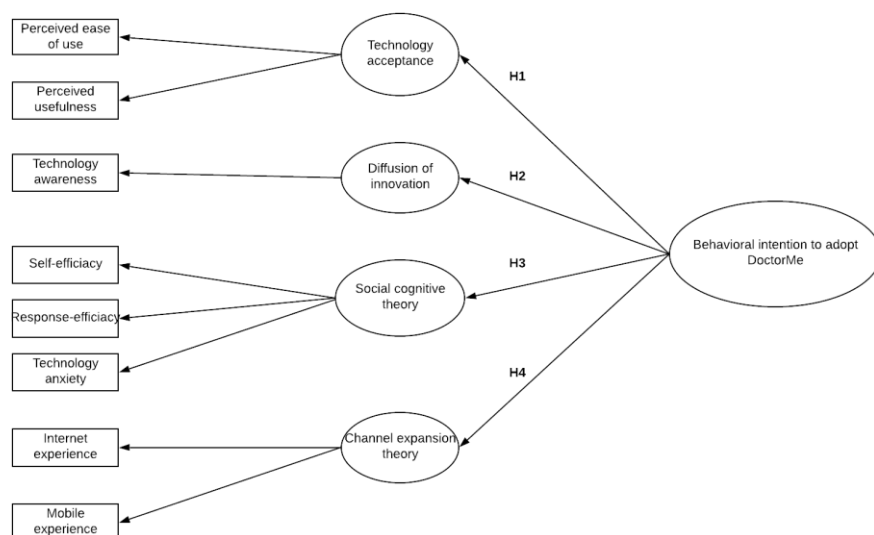 Perceived ease
of use
Perceived
usefulness
Technology
awareness
Self-efficiacy
Response-efficiacy
Technology
anxiety
Internet
experience
Mobile
experience
Technology
acceptance
Diffusion of
innovation
Social cognitive
theory
Channel expansion
theory
H1
H2
H3
H4
Behavioral intention to adopt
DoctorMe